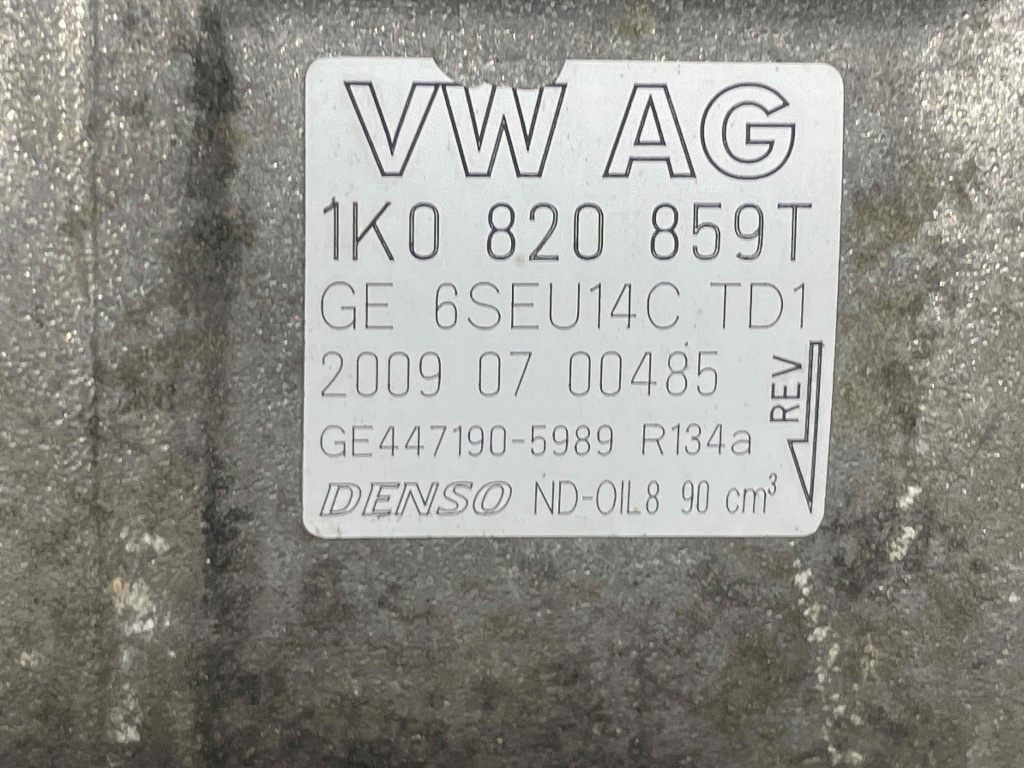 VW AG
1K0 820 859T
GE 6SEU14C TD1
2009 07 00485
REV
GE447190-5989 R134a
DENSO ND-OIL8 90 cm³